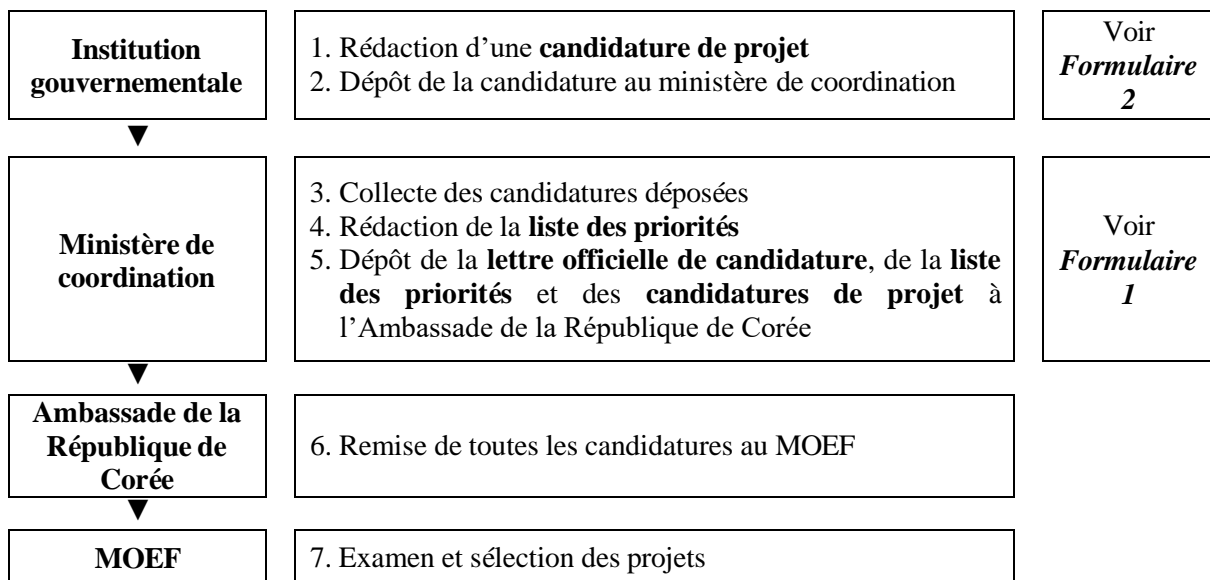 Institution
gouvernementale
1. Rédaction d’une candidature de projet
2. Dépôt de la candidature au ministère de coordination
Voir
Formulaire
2
▼
Ministère de
coordination
3. Collecte des candidatures déposées
4. Rédaction de la liste des priorités
5. Dépôt de la lettre officielle de candidature, de la liste
des priorités et des candidatures de projet à
l’Ambassade de la République de Corée
Voir
Formulaire
1
▼
Ambassade de la
République de
Corée
6. Remise de toutes les candidatures au MOEF
▼
MOEF
7. Examen et sélection des projets